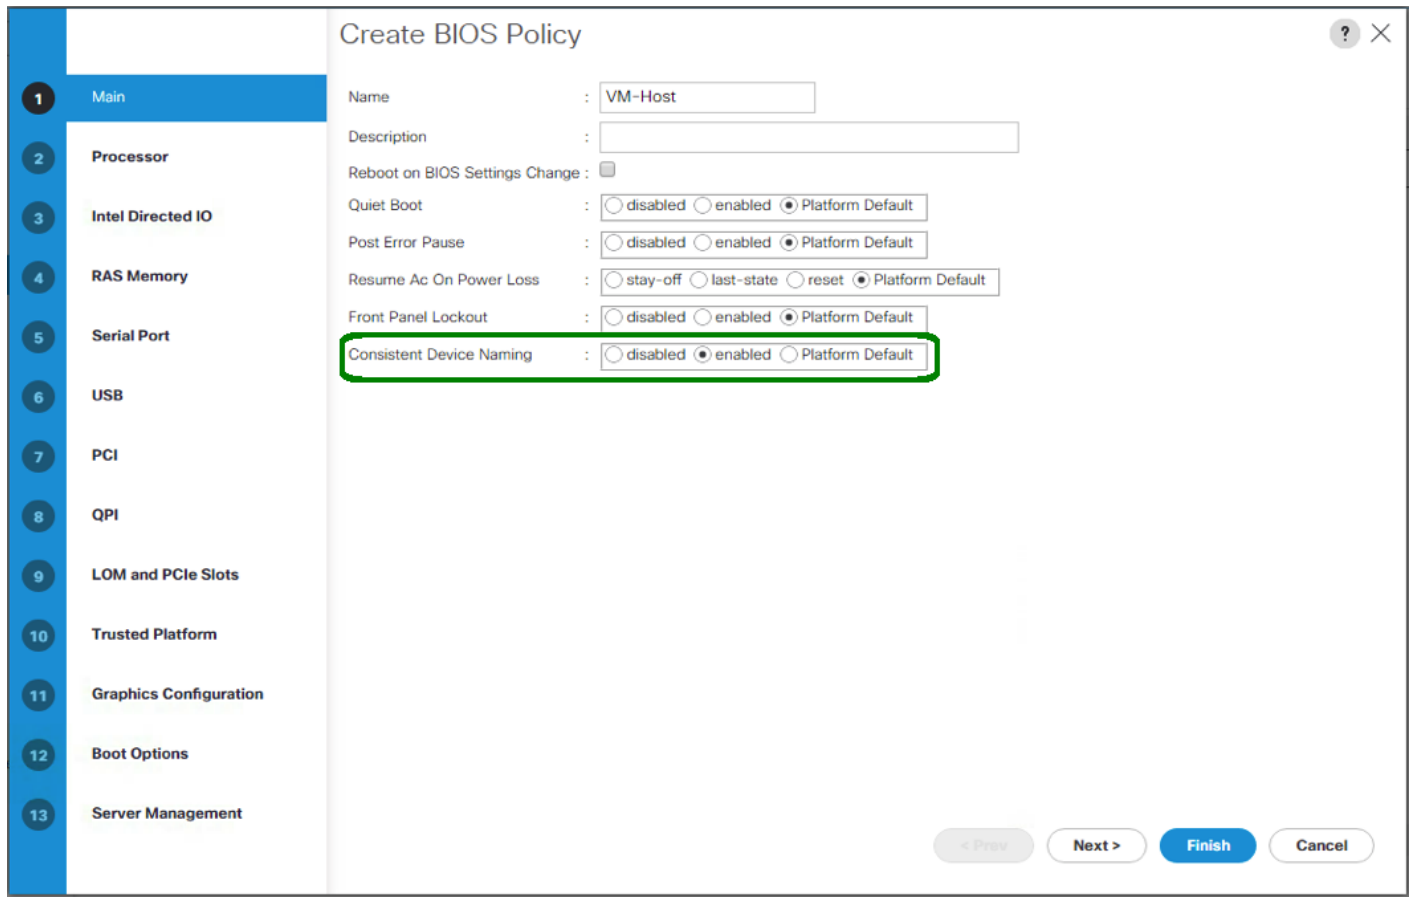 Create BIOS Policy
?
1 Main
2 Processor
3 Intel Directed IO
4 RAS Memory
5 Serial Port
6 USB
7 PCI
8 QPI
9 LOM and PCIe Slots
10 Trusted Platform
11 Graphics Configuration
12 Boot Options
13 Server Management
Name : VM-Host
Description :
Reboot on BIOS Settings Change :
Quiet Boot : disabled enabled Platform Default
Post Error Pause : disabled enabled Platform Default
Resume Ac On Power Loss : stay-off last-state reset Platform Default
Front Panel Lockout : disabled enabled Platform Default
Consistent Device Naming : disabled enabled Platform Default
< Prev Next > Finish Cancel